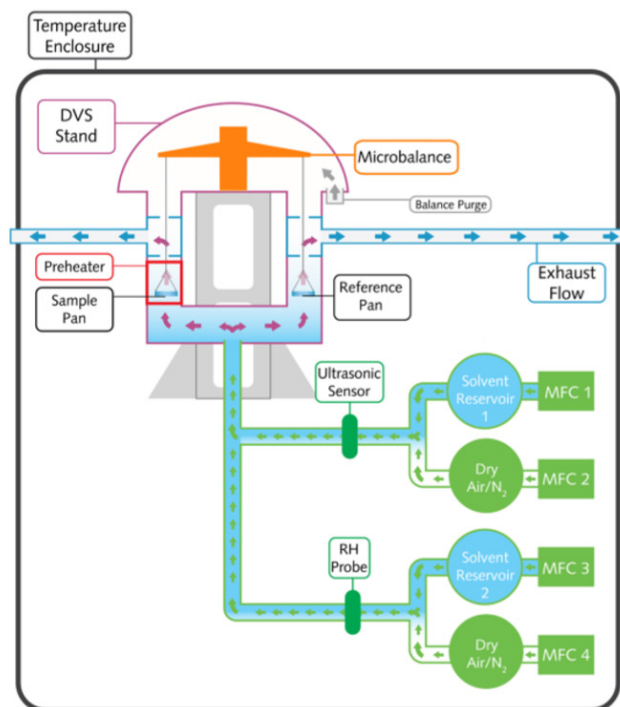 Temperature
Enclosure
DVS
Stand
Microbalance
Balance Purge
Preheater
Sample
Pan
Reference
Pan
Exhaust
Flow
Ultrasonic
Sensor
Solvent
Reservoir
1
MFC 1
Dry
Air/N₂
MFC 2
RH
Probe
Solvent
Reservoir
2
MFC 3
Dry
Air/N₂
MFC 4